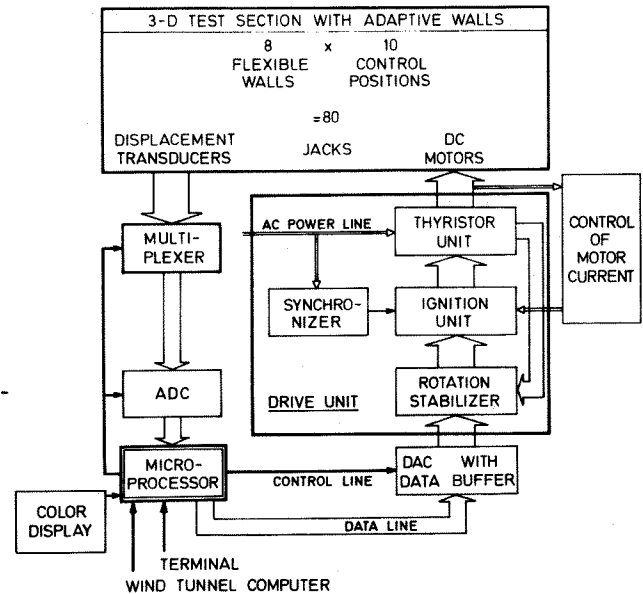 3-D TEST SECTION WITH ADAPTIVE WALLS
8 x 10
FLEXIBLE CONTROL
WALLS POSITIONS
=80
DISPLACEMENT JACKS DC
TRANSDUCERS MOTORS
AC POWER LINE
MULTI-
PLEXER
THYRISTOR
UNIT
CONTROL
OF
MOTOR
CURRENT
SYNCHRO-
NIZER
IGNITION
UNIT
ADC
ROTATION
STABILIZER
DRIVE UNIT
MICRO-
PROCESSOR
CONTROL LINE
DAC WITH
DATA BUFFER
COLOR
DISPLAY
DATA LINE
TERMINAL
WIND TUNNEL COMPUTER